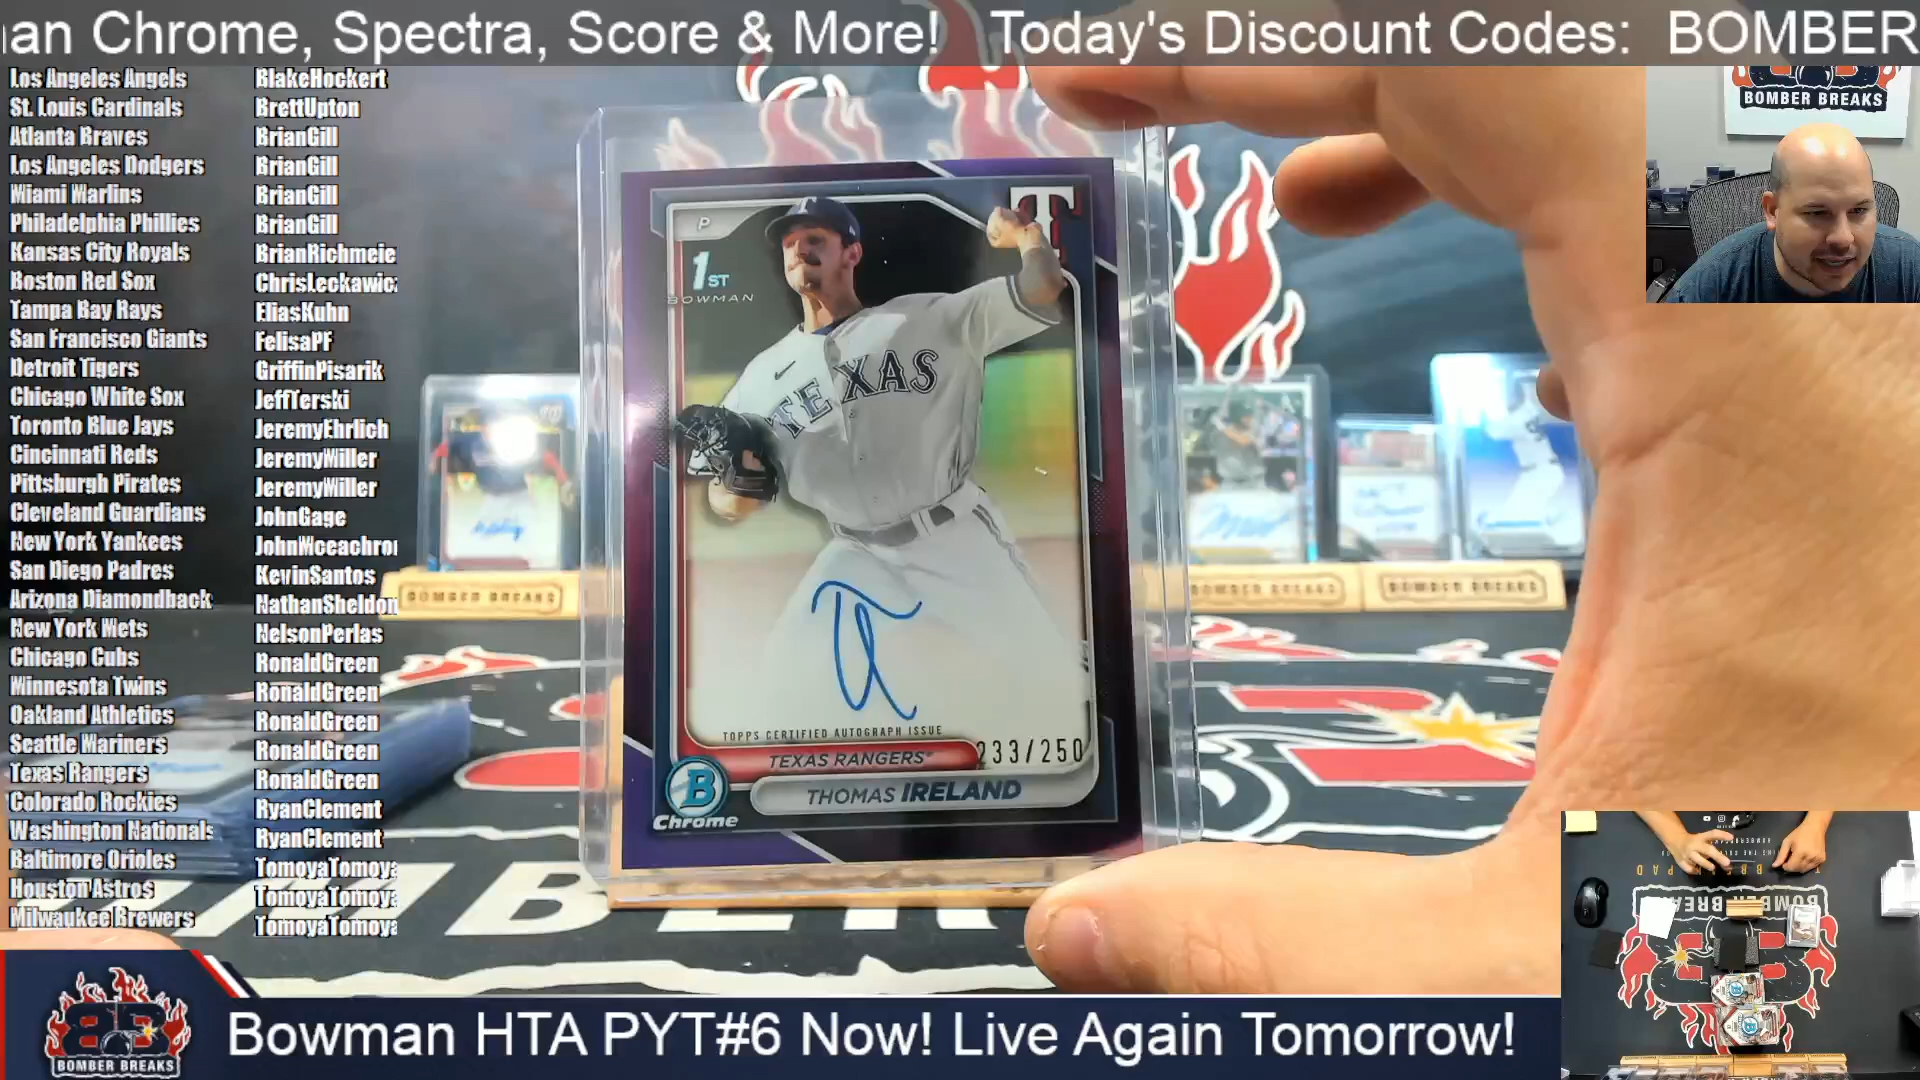 an Chrome, Spectra, Score & More! Today's Discount Codes: BOMBER
Los Angeles Angels BlakeHockert
St. Louis Cardinals BrettUpton
Atlanta Braves BrianGill
Los Angeles Dodgers BrianGill
Miami Marlins BrianGill
Philadelphia Phillies BrianGill
Kansas City Royals BrianRichmeie
Boston Red Sox ChrisLeckawic
Tampa Bay Rays EliasKuhn
San Francisco Giants FelisaPF
Detroit Tigers GriffinPisarik
Chicago White Sox JeffTerski
Toronto Blue Jays JeremyEhrlich
Cincinnati Reds JeremyMiller
Pittsburgh Pirates JeremyMiller
Cleveland Guardians JohnGage
New York Yankees JohnMceachro
San Diego Padres KevinSantos
Arizona Diamondback NathanSheldon
New York Mets NelsonPerlas
Chicago Cubs RonaldGreen
Minnesota Twins RonaldGreen
Oakland Athletics RonaldGreen
Seattle Mariners RonaldGreen
Texas Rangers RonaldGreen
Colorado Rockies RyanClement
Washington Nationals RyanClement
Baltimore Orioles TomoyaTomoya
Houston Astros TomoyaTomoya
Milwaukee Brewers TomoyaTomoya
BOMBER BREAKS
T
P
1ST
BOWMAN
TEXAS
TOPPS CERTIFIED AUTOGRAPH ISSUE
TEXAS RANGERS
233/250
THOMAS IRELAND
B
Chrome
BOMBER BREAKS
BOMBER BREAKS
BOMBER BREAKS
BOMBER BREAKS
Bowman HTA PYT#6 Now! Live Again Tomorrow!